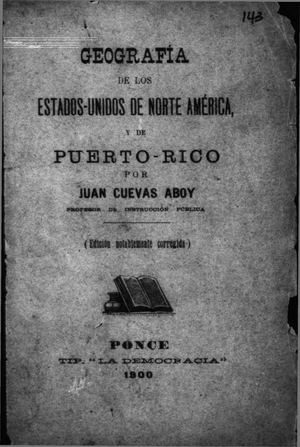 143
GEOGRAFÍA
DE LOS
ESTADOS-UNIDOS DE NORTE AMÉRICA,
Y DE
PUERTO-RICO
POR
JUAN CUEVAS ABOY
PROFESOR DE INSTRUCCIÓN PÚBLICA
(Edición notablemente corregida)
PONCE
TIP. "LA DEMOCRACIA"
1900